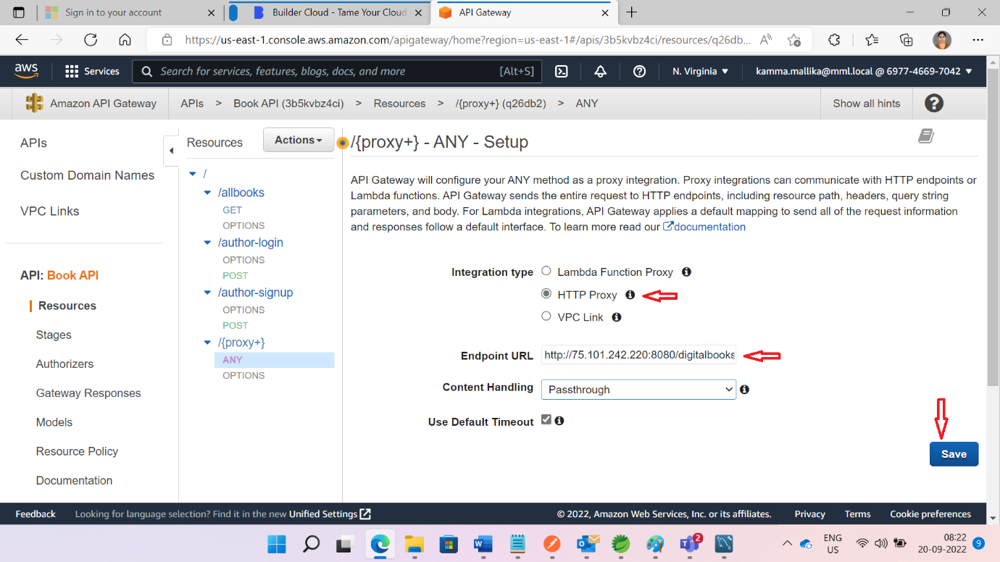 Sign in to your account
Builder Cloud - Tame Your Cloud
API Gateway
https://us-east-1.console.aws.amazon.com/apigateway/home?region=us-east-1#/apis/3b5kvbz4ci/resources/q26db...
aws
Services
Search for services, features, blogs, docs, and more
[Alt+S]
N. Virginia
kamma.mallika@mml.local @ 6977-4669-7042
Amazon API Gateway
APIs > Book API (3b5kvbz4ci) > Resources > /{proxy+} (q26db2) > ANY
Show all hints
APIs
Custom Domain Names
VPC Links
API: Book API
Resources
Stages
Authorizers
Gateway Responses
Models
Resource Policy
Documentation
Resources
Actions
/
/allbooks
GET
OPTIONS
/author-login
OPTIONS
POST
/author-signup
OPTIONS
POST
/{proxy+}
ANY
OPTIONS
/{proxy+} - ANY - Setup
API Gateway will configure your ANY method as a proxy integration. Proxy integrations can communicate with HTTP endpoints or
Lambda functions. API Gateway sends the entire request to HTTP endpoints, including resource path, headers, query string
parameters, and body. For Lambda integrations, API Gateway applies a default mapping to send all of the request information
and responses follow a default interface. To learn more read our documentation
Integration type
Lambda Function Proxy
HTTP Proxy
VPC Link
Endpoint URL http://75.101.242.220:8080/digitalbooks
Content Handling Passthrough
Use Default Timeout
Save
Feedback
Looking for language selection? Find it in the new Unified Settings
© 2022, Amazon Web Services, Inc. or its affiliates.
Privacy
Terms
Cookie preferences
2
ENG
US
08:22
20-09-2022
9